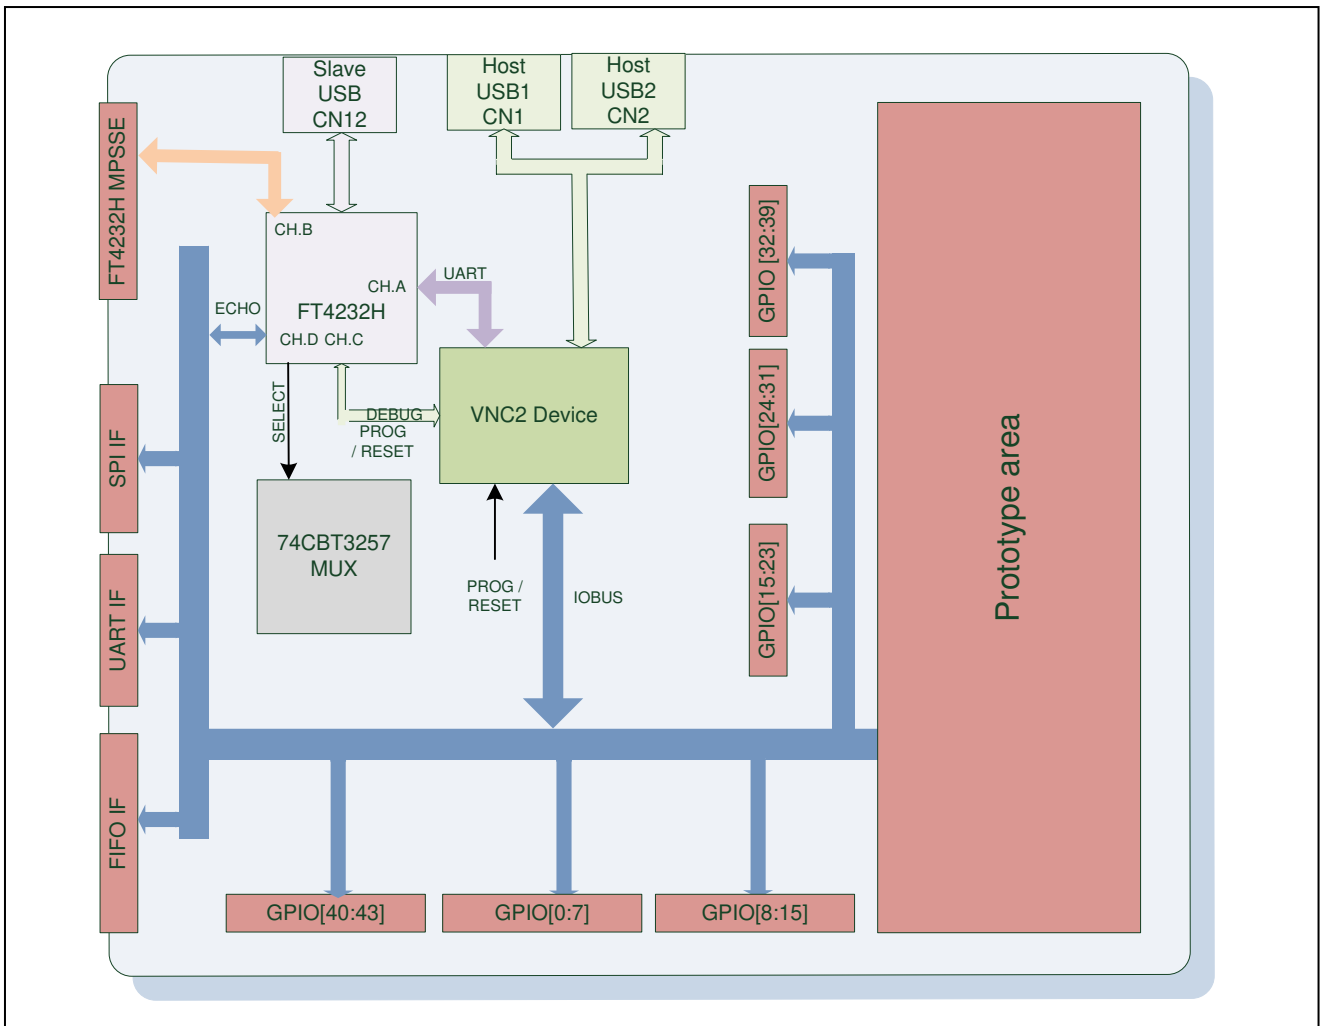 Slave
USB
CN12
Host
USB1
CN1
Host
USB2
CN2
FT4232H MPSSE
CH.B
CH.A
FT4232H
CH.D CH.C
UART
ECHO
SELECT
DEBUG
PROG
/ RESET
VNC2 Device
74CBT3257
MUX
PROG /
RESET
IOBUS
SPI IF
UART IF
FIFO IF
GPIO [32:39]
GPIO[24:31]
GPIO[15:23]
Prototype area
GPIO[40:43]
GPIO[0:7]
GPIO[8:15]